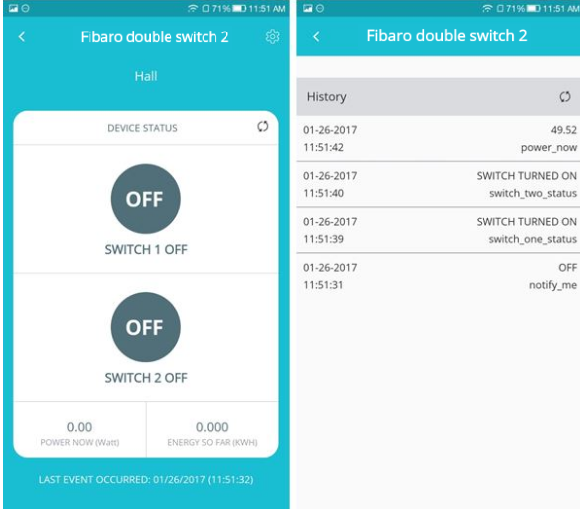 71% 11:51 AM
Fibaro double switch 2
Hall
DEVICE STATUS
OFF
SWITCH 1 OFF
OFF
SWITCH 2 OFF
0.00 0.000
POWER NOW (Watt) ENERGY SO FAR (KWH)
LAST EVENT OCCURRED: 01/26/2017 (11:51:32)
71% 11:51 AM
Fibaro double switch 2
History
01-26-2017 49.52
11:51:42 power_now
01-26-2017 SWITCH TURNED ON
11:51:40 switch_two_status
01-26-2017 SWITCH TURNED ON
11:51:39 switch_one_status
01-26-2017 OFF
11:51:31 notify_me